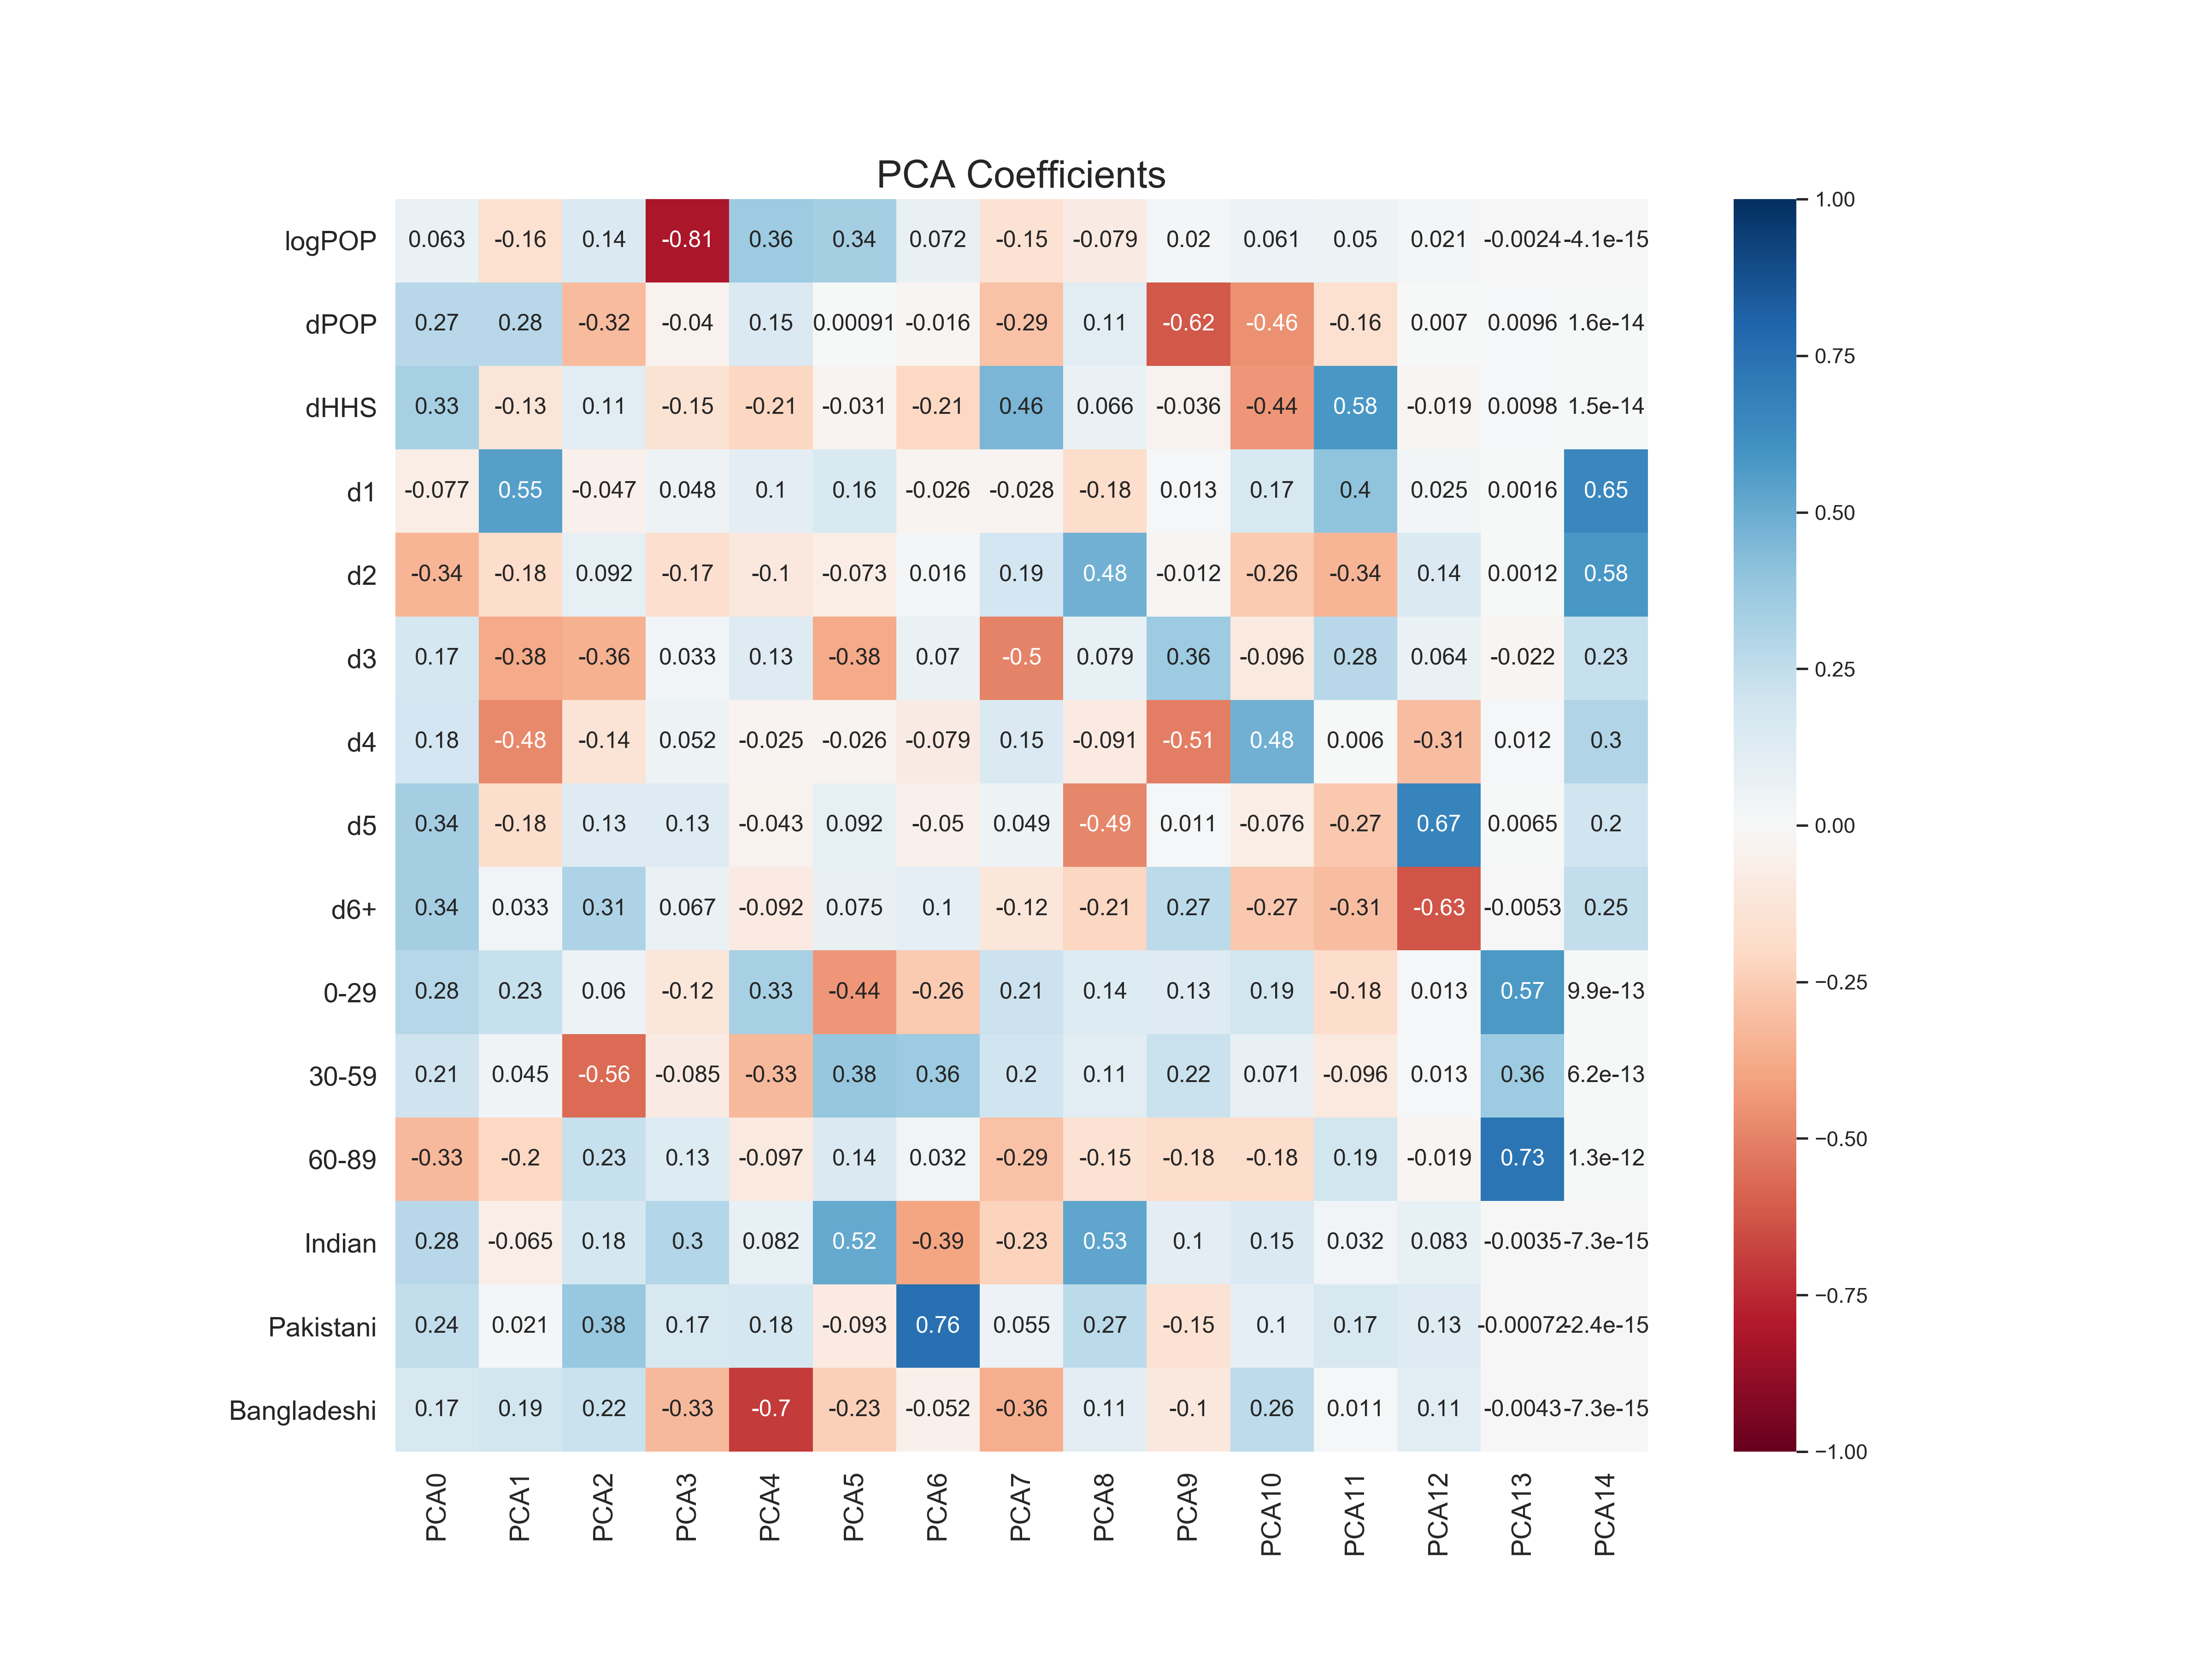 PCA Coefficients
logPOP 0.063 -0.16 0.14 -0.81 0.36 0.34 0.072 -0.15 -0.079 0.02 0.061 0.05 0.021 -0.0024 -4.1e-15
dPOP 0.27 0.28 -0.32 -0.04 0.15 0.00091 -0.016 -0.29 0.11 -0.62 -0.46 -0.16 0.007 0.0096 1.6e-14
dHHS 0.33 -0.13 0.11 -0.15 -0.21 -0.031 -0.21 0.46 0.066 -0.036 -0.44 0.58 -0.019 0.0098 1.5e-14
d1 -0.077 0.55 -0.047 0.048 0.1 0.16 -0.026 -0.028 -0.18 0.013 0.17 0.4 0.025 0.0016 0.65
d2 -0.34 -0.18 0.092 -0.17 -0.1 -0.073 0.016 0.19 0.48 -0.012 -0.26 -0.34 0.14 0.0012 0.58
d3 0.17 -0.38 -0.36 0.033 0.13 -0.38 0.07 -0.5 0.079 0.36 -0.096 0.28 0.064 -0.022 0.23
d4 0.18 -0.48 -0.14 0.052 -0.025 -0.026 -0.079 0.15 -0.091 -0.51 0.48 0.006 -0.31 0.012 0.3
d5 0.34 -0.18 0.13 0.13 -0.043 0.092 -0.05 0.049 -0.49 0.011 -0.076 -0.27 0.67 0.0065 0.2
d6+ 0.34 0.033 0.31 0.067 -0.092 0.075 0.1 -0.12 -0.21 0.27 -0.27 -0.31 -0.63 -0.0053 0.25
0-29 0.28 0.23 0.06 -0.12 0.33 -0.44 -0.26 0.21 0.14 0.13 0.19 -0.18 0.013 0.57 9.9e-13
30-59 0.21 0.045 -0.56 -0.085 -0.33 0.38 0.36 0.2 0.11 0.22 0.071 -0.096 0.013 0.36 6.2e-13
60-89 -0.33 -0.2 0.23 0.13 -0.097 0.14 0.032 -0.29 -0.15 -0.18 -0.18 0.19 -0.019 0.73 1.3e-12
Indian 0.28 -0.065 0.18 0.3 0.082 0.52 -0.39 -0.23 0.53 0.1 0.15 0.032 0.083 -0.0035 -7.3e-15
Pakistani 0.24 0.021 0.38 0.17 0.18 -0.093 0.76 0.055 0.27 -0.15 0.1 0.17 0.13 -0.00072 -2.4e-15
Bangladeshi 0.17 0.19 0.22 -0.33 -0.7 -0.23 -0.052 -0.36 0.11 -0.1 0.26 0.011 0.11 -0.0043 -7.3e-15
PCA0 PCA1 PCA2 PCA3 PCA4 PCA5 PCA6 PCA7 PCA8 PCA9 PCA10 PCA11 PCA12 PCA13 PCA14
1.00
0.75
0.50
0.25
0.00
−0.25
−0.50
−0.75
−1.00